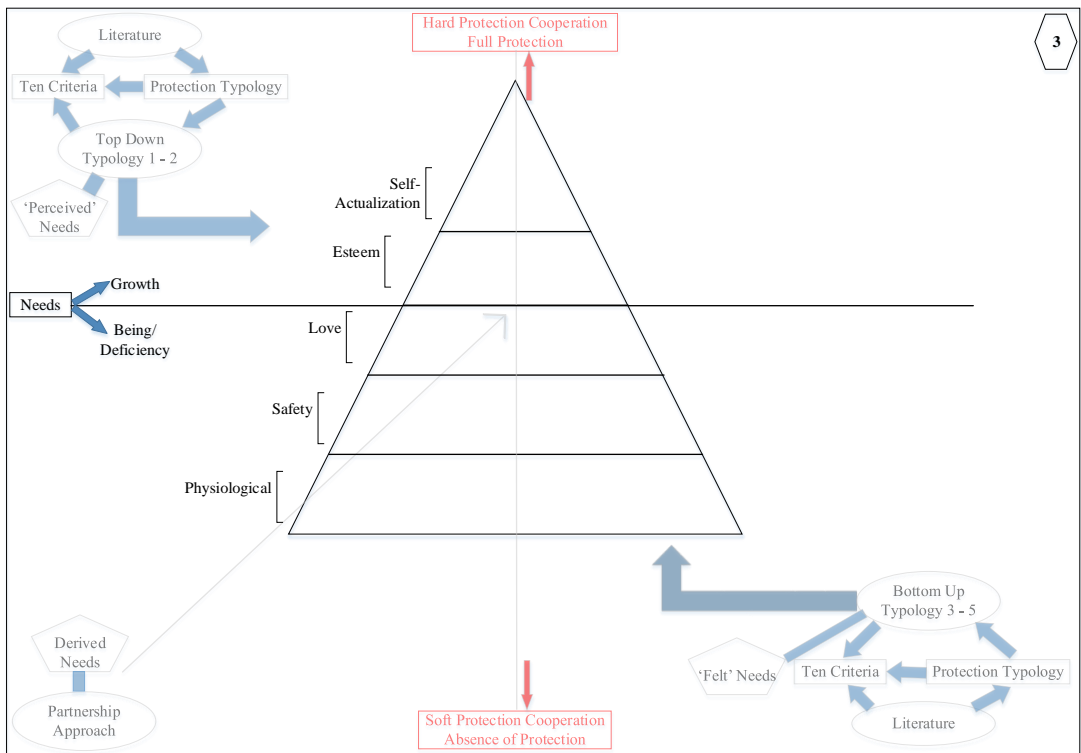 Hard Protection Cooperation
Full Protection
3
Literature
Ten Criteria
Protection Typology
Top Down
Typology 1 - 2
'Perceived'
Needs
Self-
Actualization
Esteem
Needs
Growth
Being/
Deficiency
Love
Safety
Physiological
Derived
Needs
Partnership
Approach
Bottom Up
Typology 3 - 5
'Felt' Needs
Ten Criteria
Protection Typology
Literature
Soft Protection Cooperation
Absence of Protection